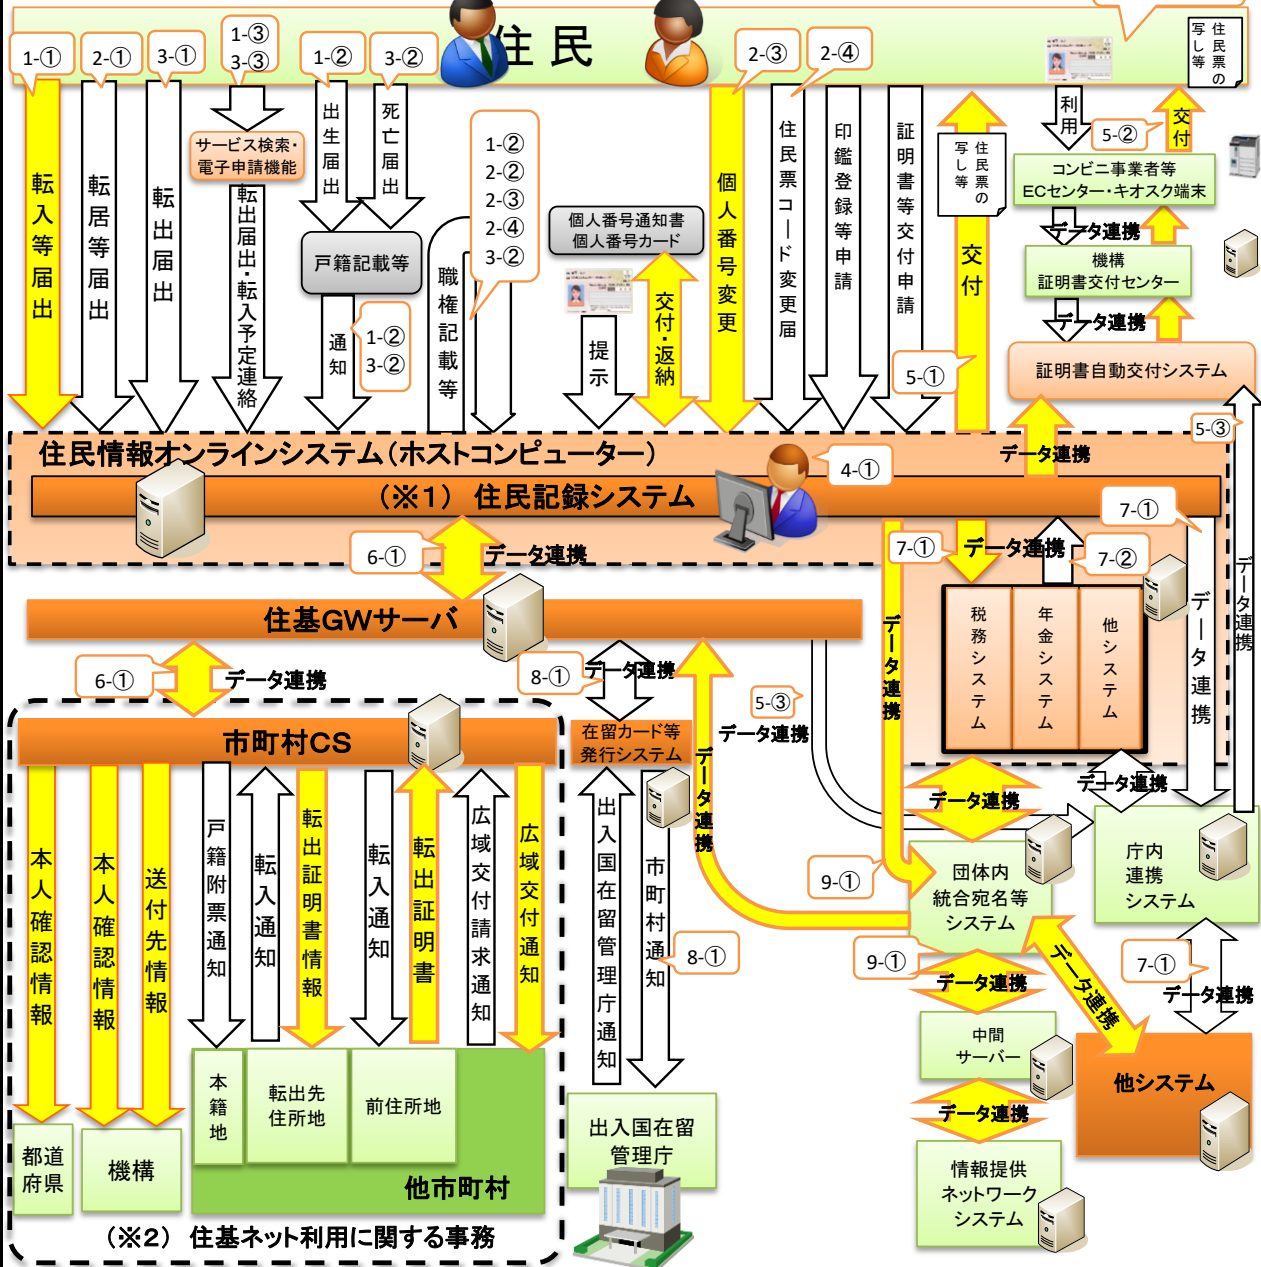 住民
1-①
2-①
3-①
1-③
3-③
1-②
3-②
2-③
2-④
住民票の
写し等
転入等届出
転居等届出
転出届出
サービス検索・
電子申請機能
転出届出・転入予定連絡
出生届出
死亡届出
戸籍記載等
通知
1-②
3-②
1-②
2-②
2-③
2-④
3-②
職権記載等
個人番号通知書
個人番号カード
提示
交付・返納
個人番号変更
住民票コード変更届
印鑑登録等申請
証明書等交付申請
住民票の
写し等
交付
5-①
利用
5-②
交付
コンビニ事業者等
ECセンター・キオスク端末
データ連携
機構
証明書交付センター
データ連携
証明書自動交付システム
5-③
データ連携
住民情報オンラインシステム(ホストコンピューター)
4-①
データ連携
(※1) 住民記録システム
6-①
データ連携
7-①
データ連携
7-②
7-①
データ連携
データ連携
税務システム
年金システム
他システム
住基GWサーバ
6-①
データ連携
8-①
データ連携
データ連携
5-③
データ連携
市町村CS
在留カード等
発行システム
データ連携
データ連携
本人確認情報
本人確認情報
送付先情報
戸籍附票通知
転入通知
転出証明書情報
転入通知
転出証明書
広域交付請求通知
広域交付通知
出入国在留管理庁通知
市町村通知
8-①
9-①
団体内
統合宛名等
システム
庁内
連携
システム
9-①
データ連携
データ連携
7-①
データ連携
中間
サーバー
データ連携
他システム
情報提供
ネットワーク
システム
都道
府県
機構
本籍地
転出先
住所地
前住所地
他市町村
出入国在留
管理庁
(※2) 住基ネット利用に関する事務